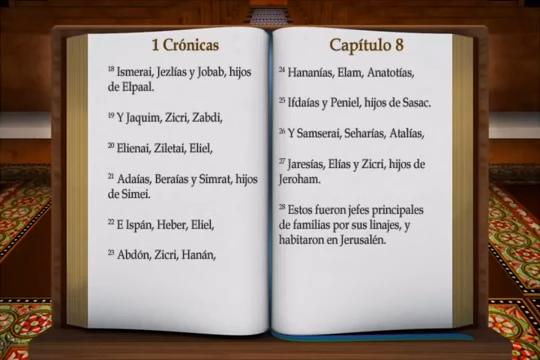 1 Crónicas
18 Ismerai, Jezlías y Jobab, hijos
de Elpaal.
19 Y Jaquim, Zicri, Zabdi,
20 Elienai, Ziletai, Eliel,
21 Adaías, Beraías y Simrat, hijos
de Simei.
22 E Ispán, Heber, Eliel,
23 Abdón, Zicri, Hanán,
Capítulo 8
24 Hananías, Elam, Anatotías,
25 Ifdaías y Peniel, hijos de Sasac.
26 Y Samserai, Seharías, Atalías,
27 Jaresías, Elías y Zicri, hijos de
Jeroham.
28 Estos fueron jefes principales
de familias por sus linajes, y
habitaron en Jerusalén.